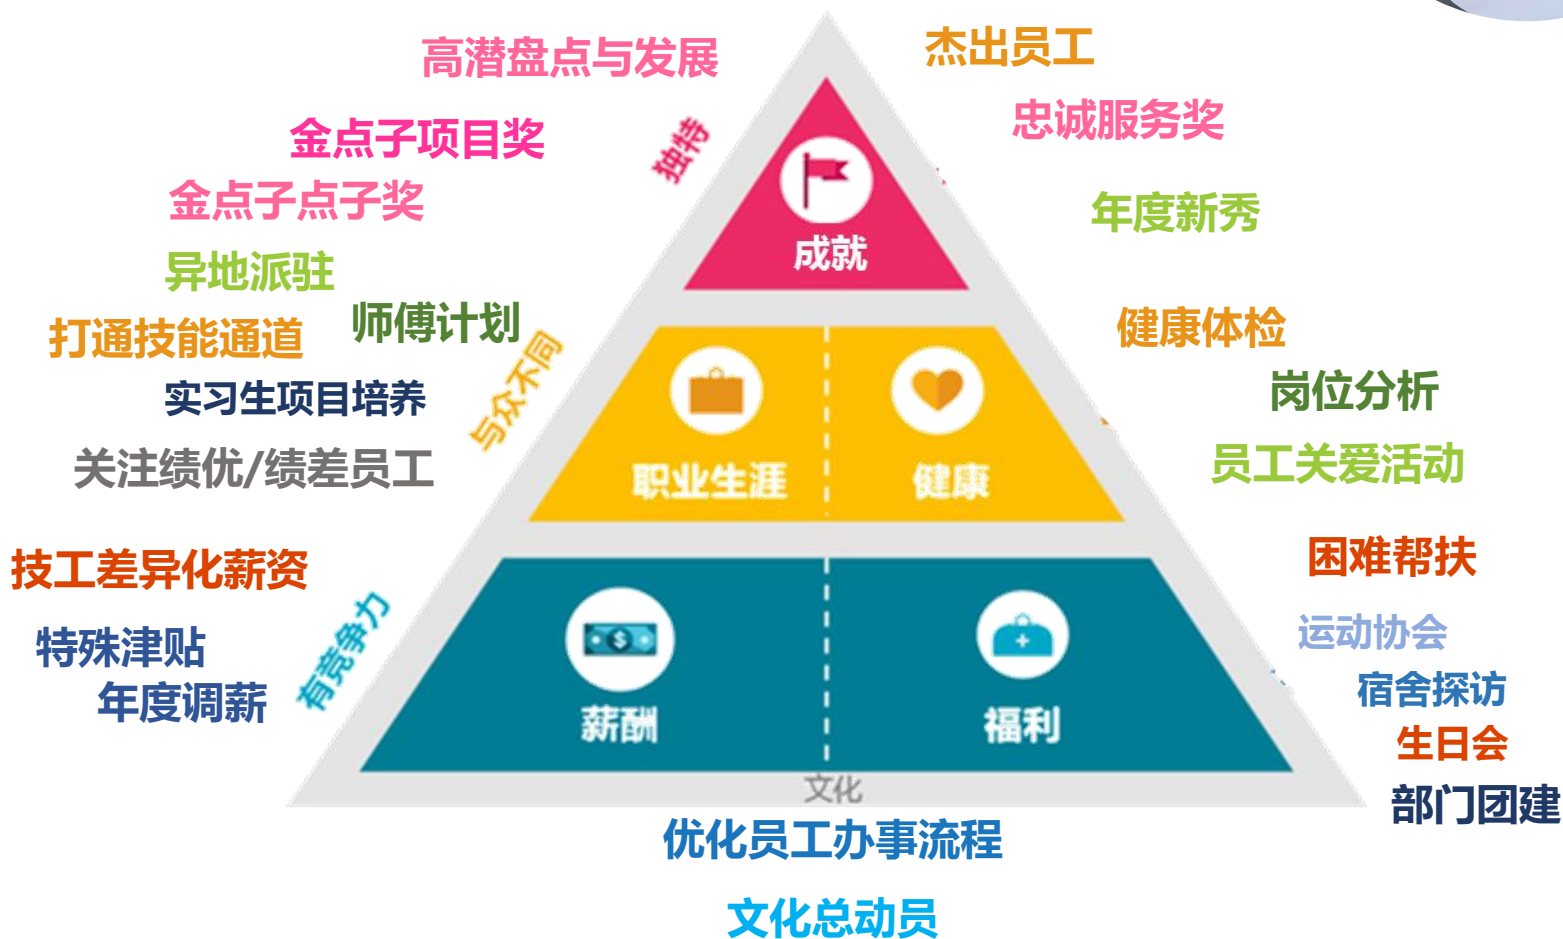 高潜盘点与发展
杰出员工
金点子项目奖
忠诚服务奖
独特
金点子点子奖
年度新秀
成就
异地派驻
师傅计划
打通技能通道
健康体检
与众不同
实习生项目培养
岗位分析
关注绩优/绩差员工
职业生涯
健康
员工关爱活动
技工差异化薪资
困难帮扶
有竞争力
特殊津贴
运动协会
年度调薪
宿舍探访
薪酬
福利
生日会
文化
部门团建
优化员工办事流程
文化总动员